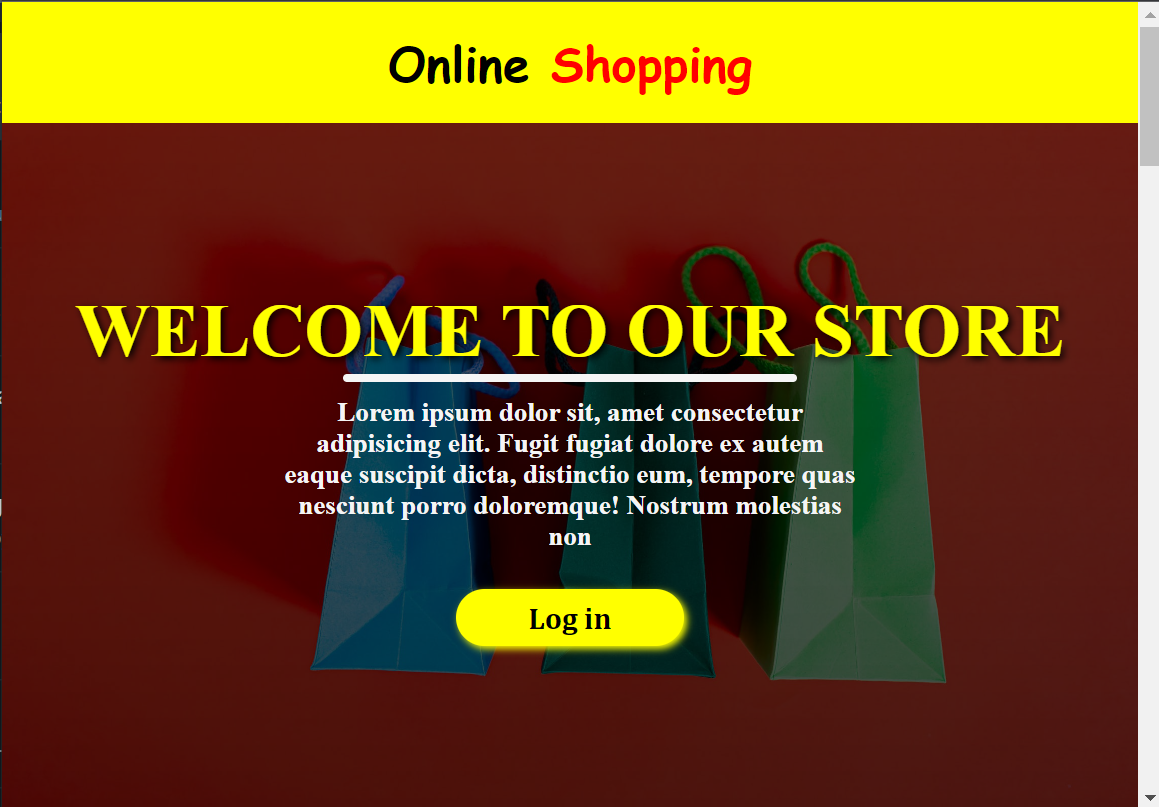 Online Shopping
WELCOME TO OUR STORE
Lorem ipsum dolor sit, amet consectetur
adipisicing elit. Fugit fugiat dolore ex autem
eaque suscipit dicta, distinctio eum, tempore quas
nesciunt porro doloremque! Nostrum molestias
non
Log in